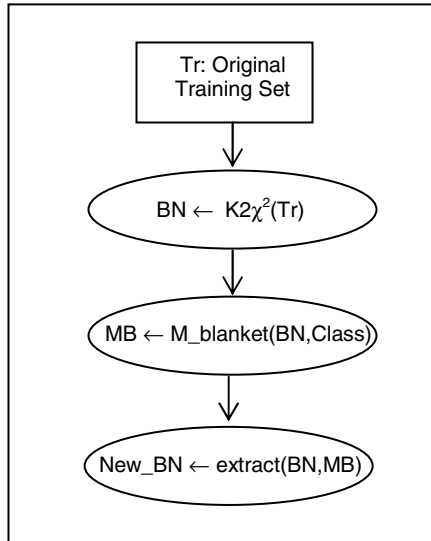 Tr: Original
Training Set
BN ← K2χ²(Tr)
MB ← M_blanket(BN,Class)
New_BN ← extract(BN,MB)